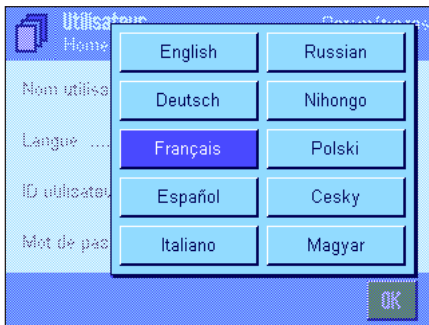 Utilisateur Paramètres
Home
English Russian
Nom utilisa
Deutsch Nihongo
Langue ....
Français Polski
ID utilisateu
Español Cesky
Mot de pas
Italiano Magyar
OK